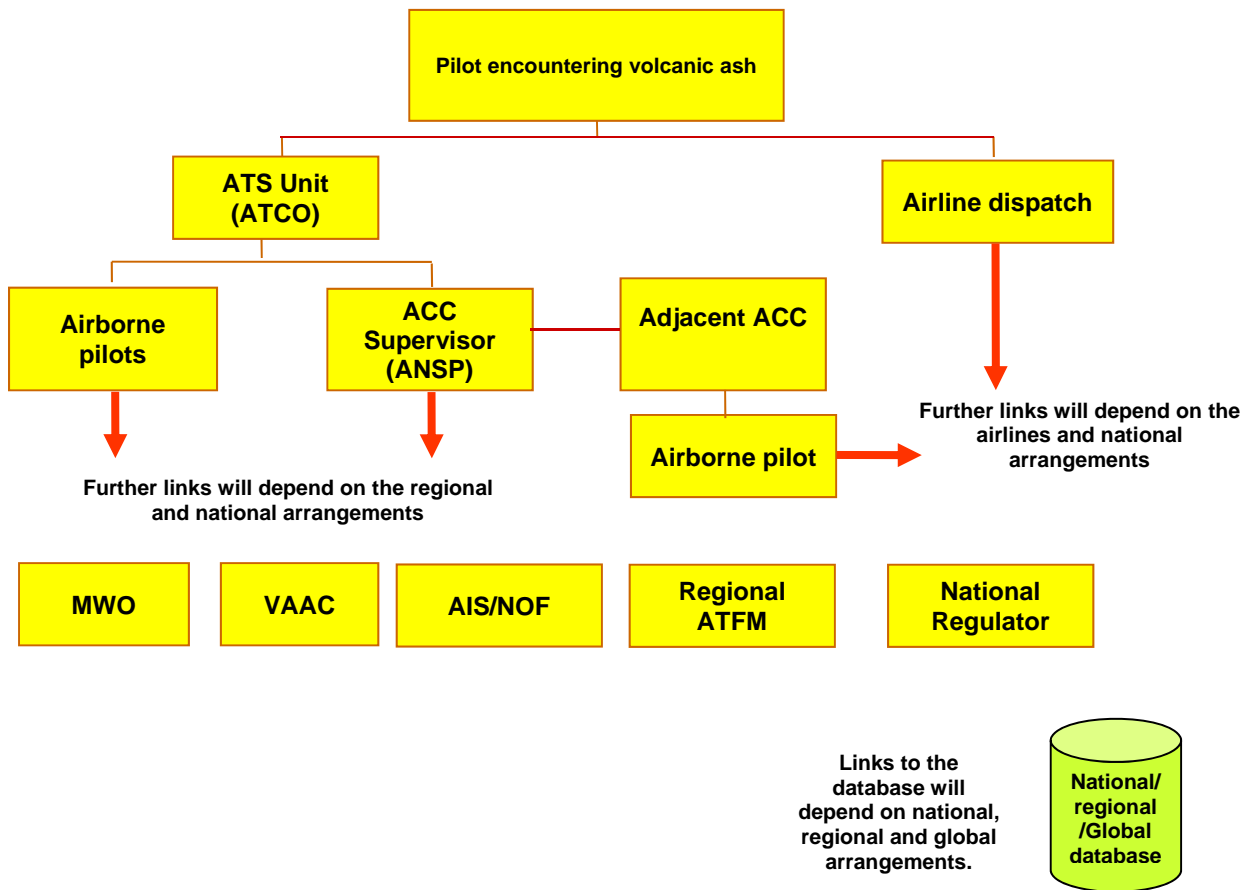 Pilot encountering volcanic ash
ATS Unit
(ATCO)
Airline dispatch
Airborne
pilots
ACC
Supervisor
(ANSP)
Adjacent ACC
Airborne pilot
Further links will depend on the
airlines and national
arrangements
Further links will depend on the regional
and national arrangements
MWO
VAAC
AIS/NOF
Regional
ATFM
National
Regulator
Links to the
database will
depend on national,
regional and global
arrangements.
National/
regional
/Global
database